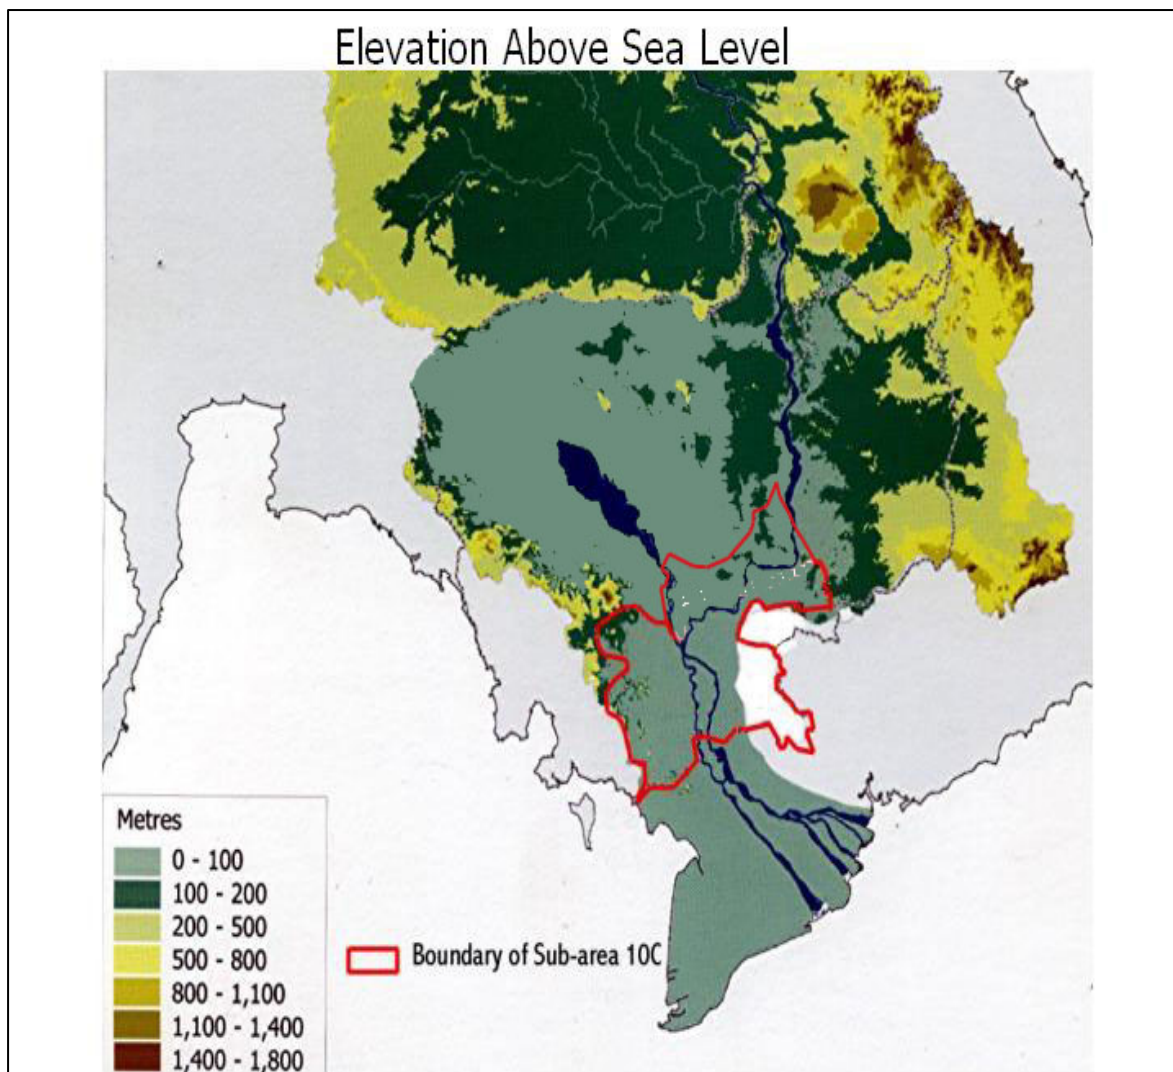 Elevation Above Sea Level
Metres
0 - 100
100 - 200
200 - 500
500 - 800
800 - 1,100
1,100 - 1,400
1,400 - 1,800
Boundary of Sub-area 10C